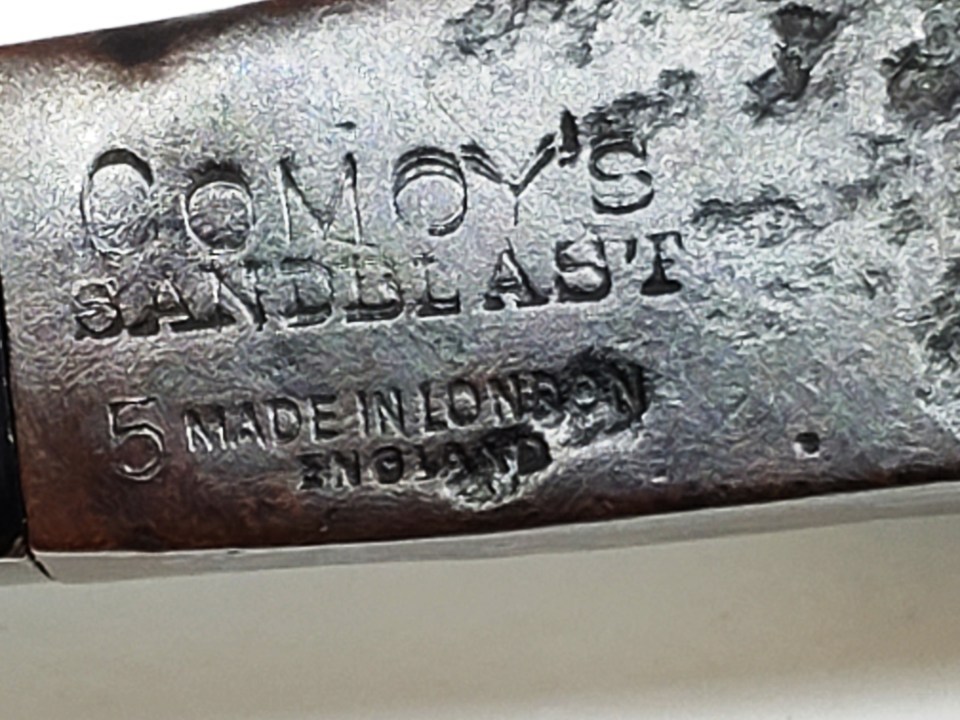 COMOY'S
SANDBLAST
5 MADE IN LONDON
ENGLAND